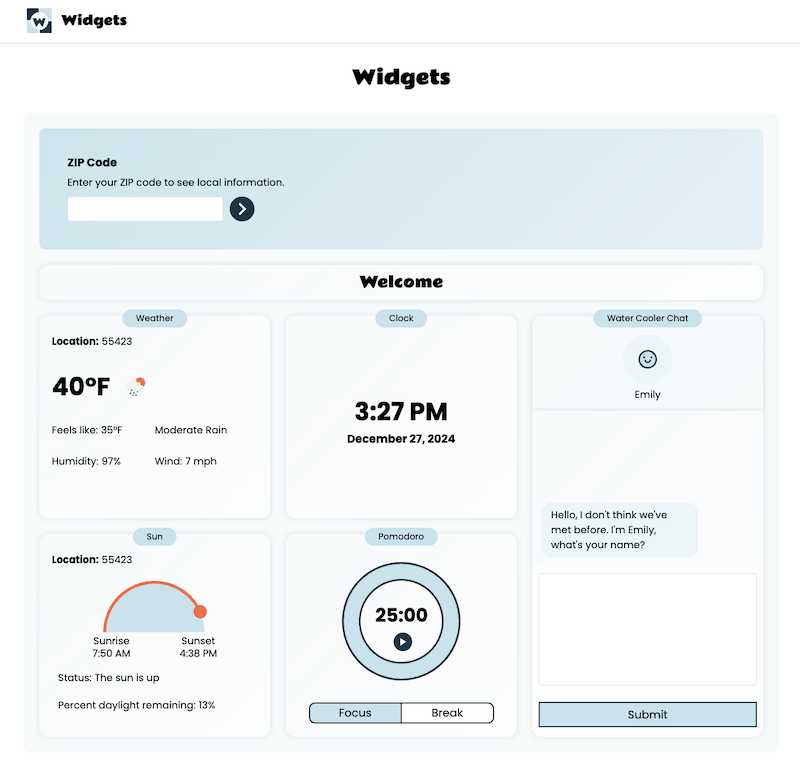 W Widgets
Widgets
ZIP Code
Enter your ZIP code to see local information.
Welcome
Weather
Location: 55423
40°F
Feels like: 35°F Moderate Rain
Humidity: 97% Wind: 7 mph
Clock
3:27 PM
December 27, 2024
Water Cooler Chat
Emily
Hello, I don't think we've
met before. I'm Emily,
what's your name?
Submit
Sun
Location: 55423
Sunrise Sunset
7:50 AM 4:38 PM
Status: The sun is up
Percent daylight remaining: 13%
Pomodoro
25:00
Focus Break